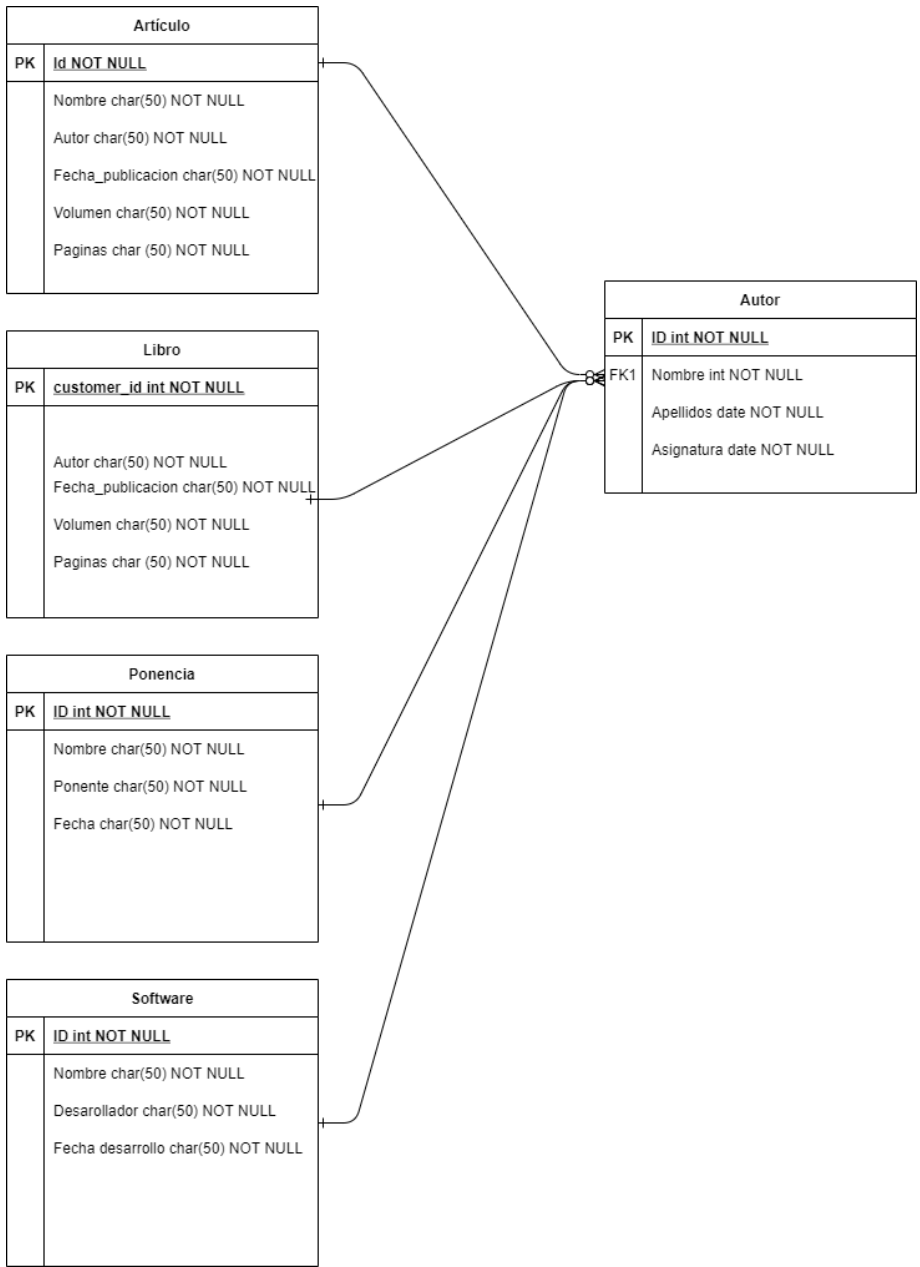 Artículo
PK Id NOT NULL
Nombre char(50) NOT NULL
Autor char(50) NOT NULL
Fecha_publicacion char(50) NOT NULL
Volumen char(50) NOT NULL
Paginas char (50) NOT NULL
Libro
PK customer_id int NOT NULL
Autor char(50) NOT NULL
Fecha_publicacion char(50) NOT NULL
Volumen char(50) NOT NULL
Paginas char (50) NOT NULL
Ponencia
PK ID int NOT NULL
Nombre char(50) NOT NULL
Ponente char(50) NOT NULL
Fecha char(50) NOT NULL
Software
PK ID int NOT NULL
Nombre char(50) NOT NULL
Desarollador char(50) NOT NULL
Fecha desarrollo char(50) NOT NULL
Autor
PK ID int NOT NULL
FK1 Nombre int NOT NULL
Apellidos date NOT NULL
Asignatura date NOT NULL